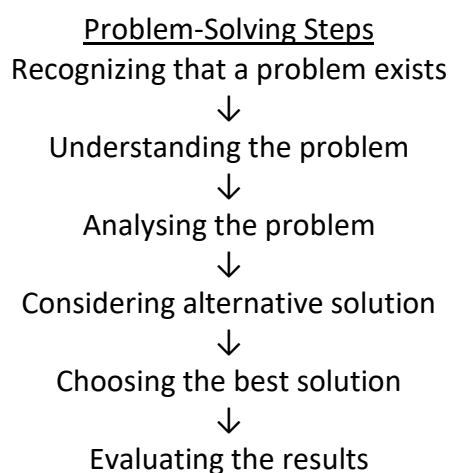 Problem-Solving Steps
Recognizing that a problem exists
↓
Understanding the problem
↓
Analysing the problem
↓
Considering alternative solution
↓
Choosing the best solution
↓
Evaluating the results